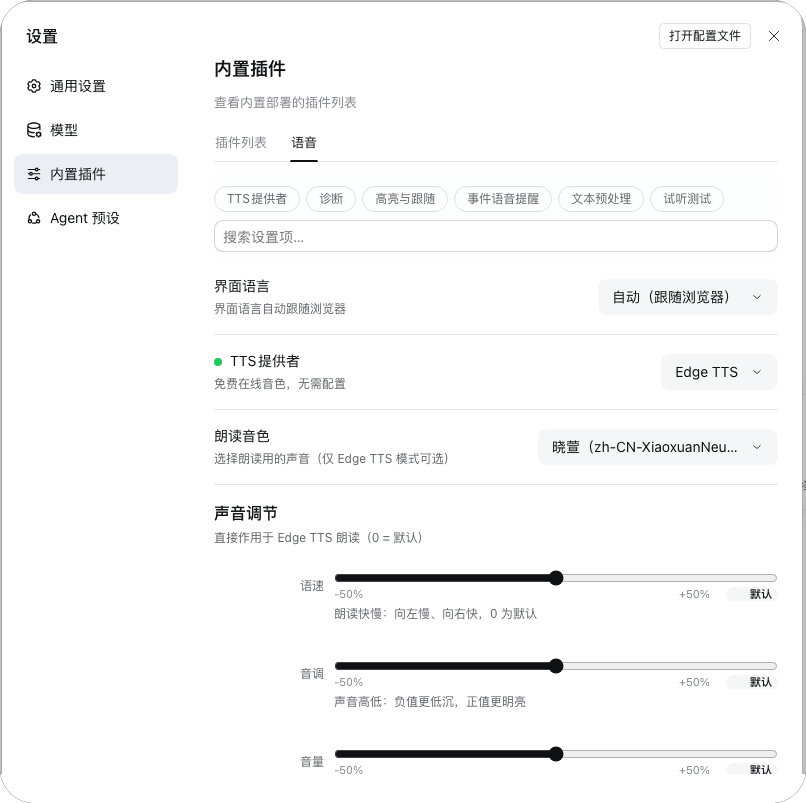 设置
打开配置文件
通用设置
模型
内置插件
Agent 预设
内置插件
查看内置部署的插件列表
插件列表 语音
TTS提供者 诊断 高亮与跟随 事件语音提醒 文本预处理 试听测试
搜索设置项...
界面语言
界面语言自动跟随浏览器
自动（跟随浏览器）
TTS提供者
免费在线音色，无需配置
Edge TTS
朗读音色
选择朗读用的声音（仅 Edge TTS 模式可选）
晓萱（zh-CN-XiaoxuanNeu...
声音调节
直接作用于 Edge TTS 朗读（0 = 默认）
语速
-50% +50% 默认
朗读快慢：向左慢、向右快，0 为默认
音调
-50% +50% 默认
声音高低：负值更低沉，正值更明亮
音量
-50% +50% 默认